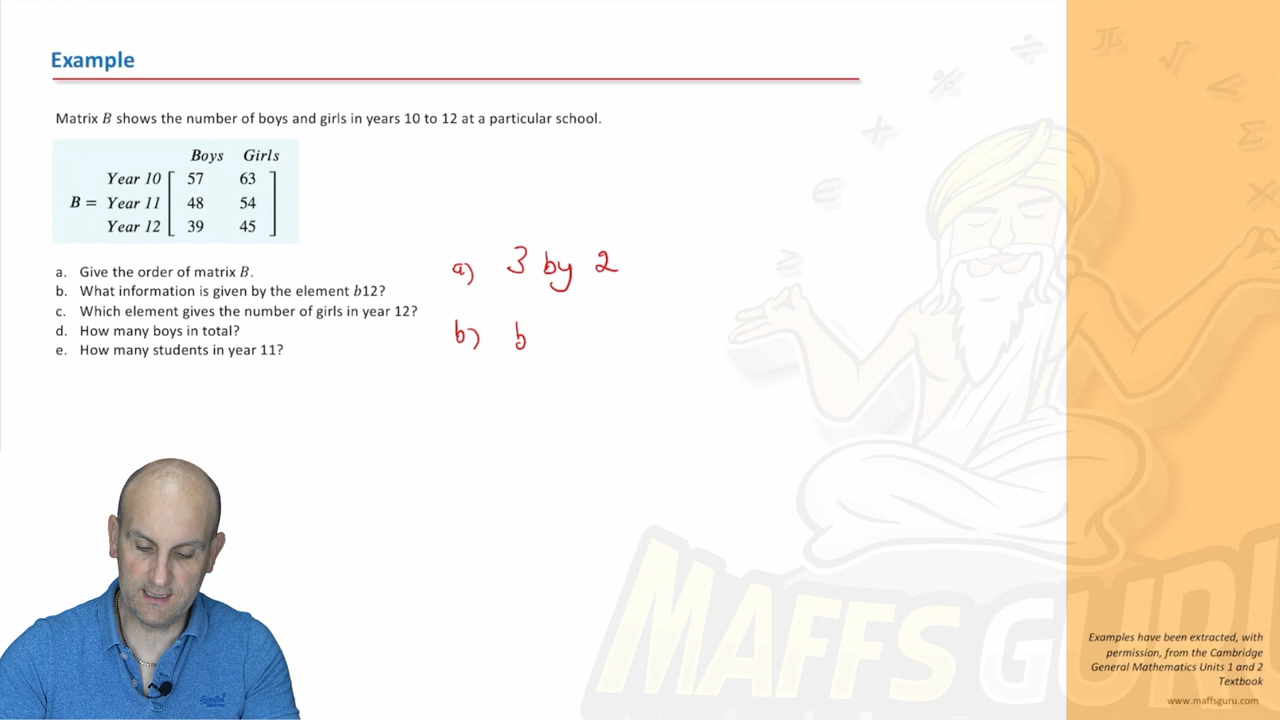 Example
Matrix B shows the number of boys and girls in years 10 to 12 at a particular school.
Boys Girls
Year 10 57 63
B = Year 11 48 54
Year 12 39 45
a. Give the order of matrix B.
b. What information is given by the element b12?
c. Which element gives the number of girls in year 12?
d. How many boys in total?
e. How many students in year 11?
a) 3 by 2
b) b
MAFFS GURU
Examples have been extracted, with
permission, from the Cambridge
General Mathematics Units 1 and 2
Textbook
www.maffsguru.com